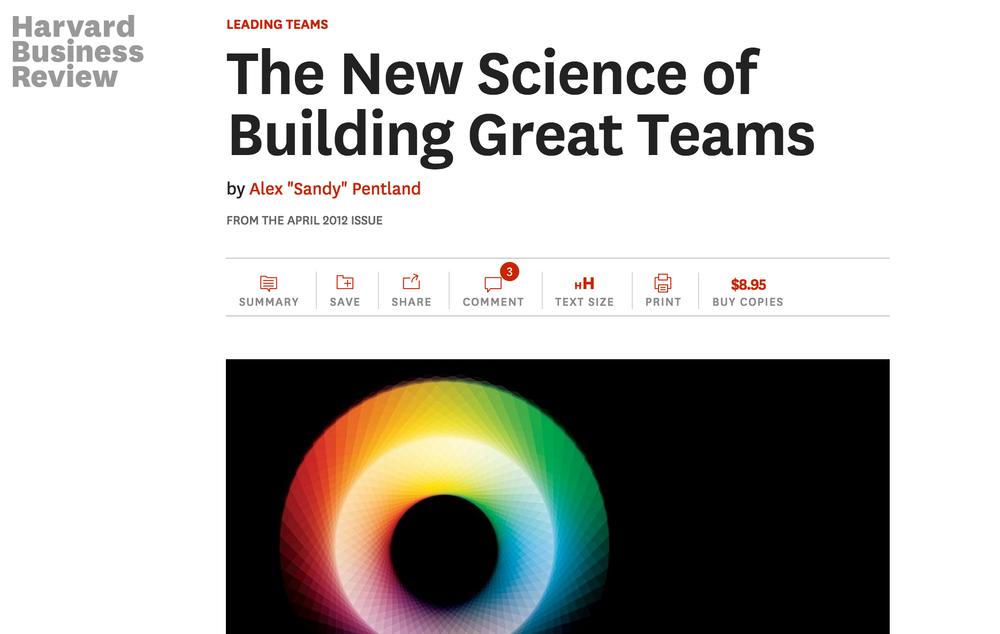 Harvard
Business
Review
LEADING TEAMS
The New Science of
Building Great Teams
by Alex "Sandy" Pentland
FROM THE APRIL 2012 ISSUE
3
$8.95
SUMMARY SAVE SHARE COMMENT TEXT SIZE PRINT BUY COPIES